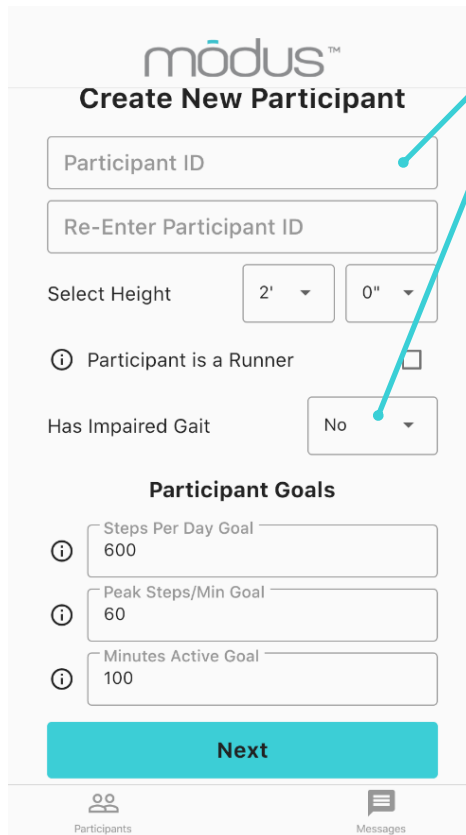 mōdus™
Create New Participant
Participant ID
Re-Enter Participant ID
Select Height 2' 0"
Participant is a Runner
Has Impaired Gait No
Participant Goals
Steps Per Day Goal
600
Peak Steps/Min Goal
60
Minutes Active Goal
100
Next
Participants Messages